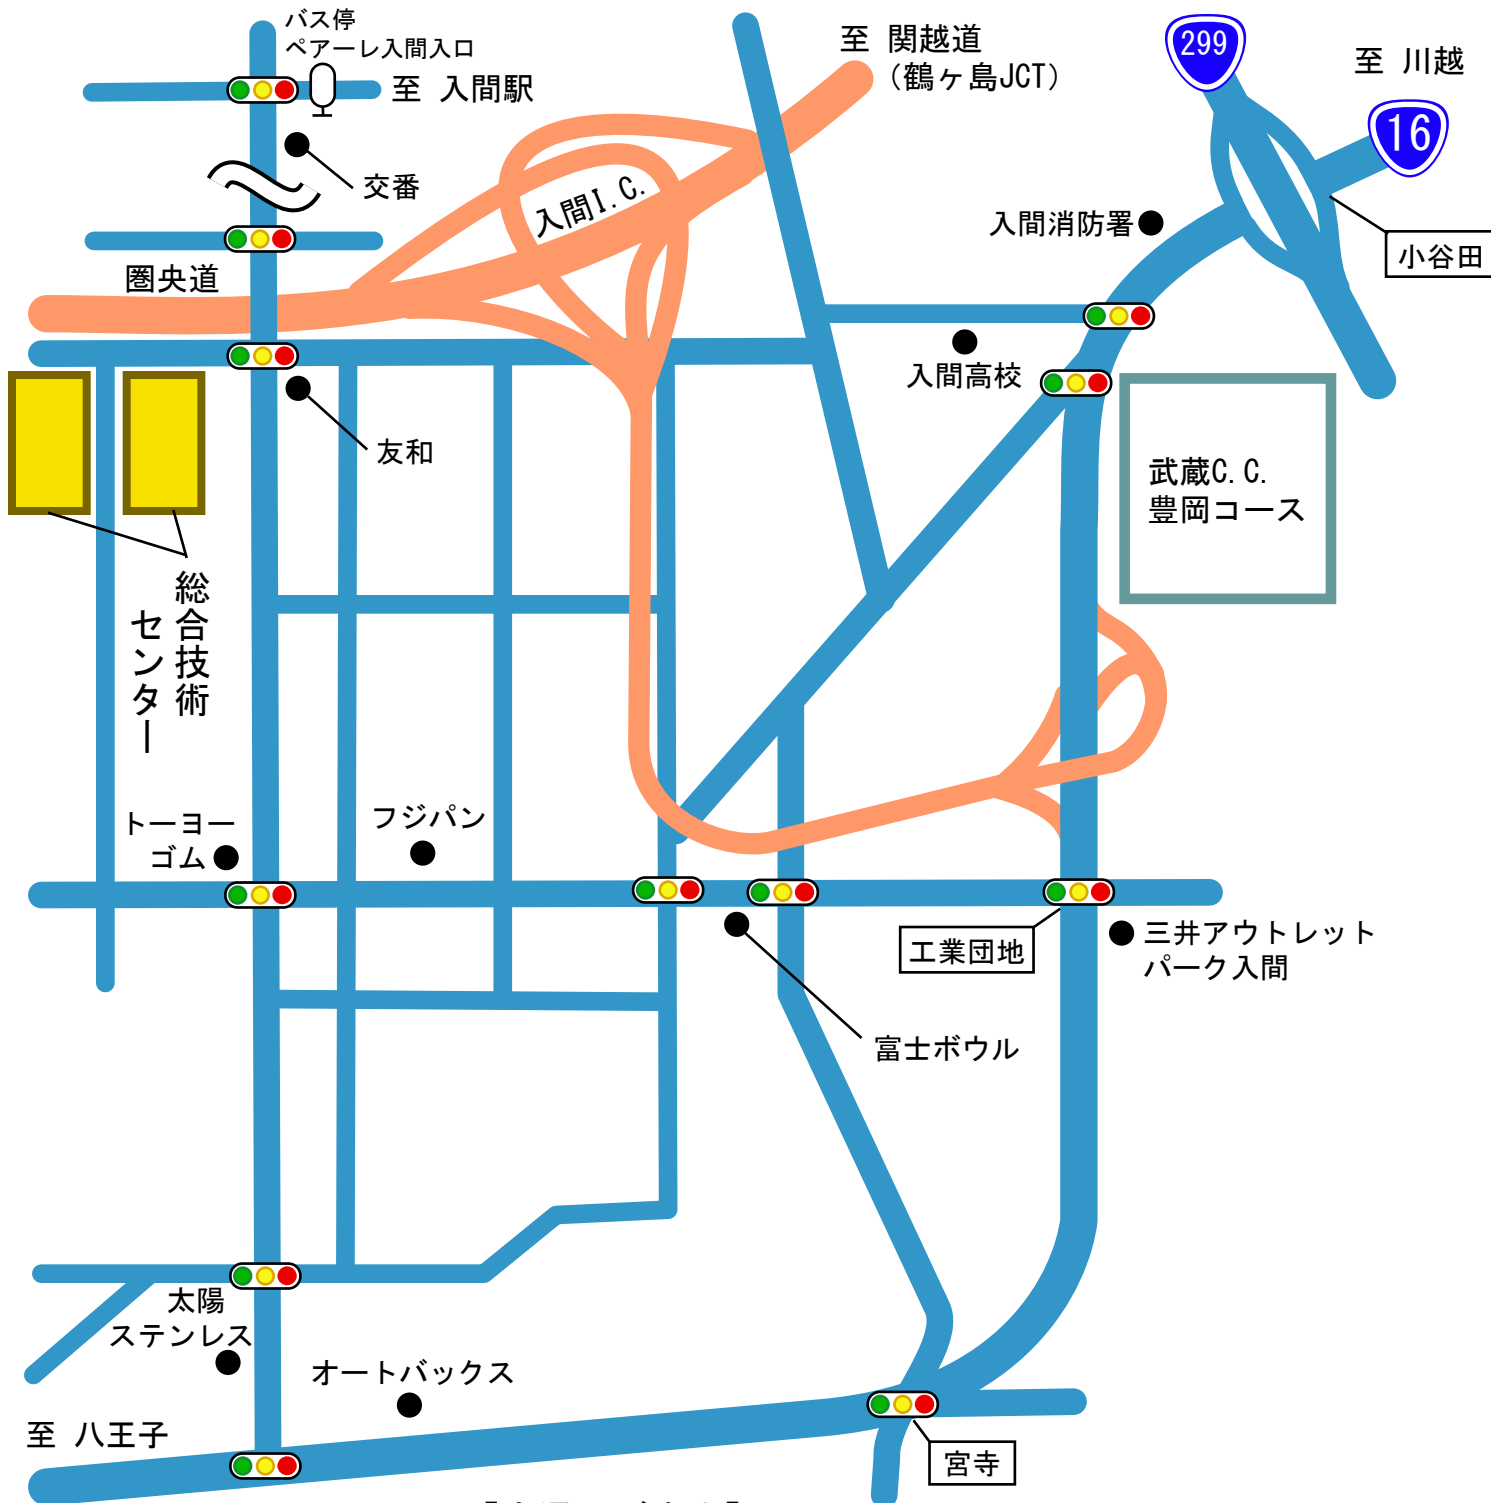 バス停
ペアーレ入間入口
至 入間駅
至 関越道
(鶴ヶ島JCT)
299
至 川越
16
交番
入間I.C.
入間消防署
小谷田
圏央道
入間高校
友和
武蔵C.C.
豊岡コース
総合技術
センター
トーヨー
ゴム
フジパン
工業団地
三井アウトレット
パーク入間
富士ボウル
太陽
ステンレス
オートバックス
至 八王子
宮寺